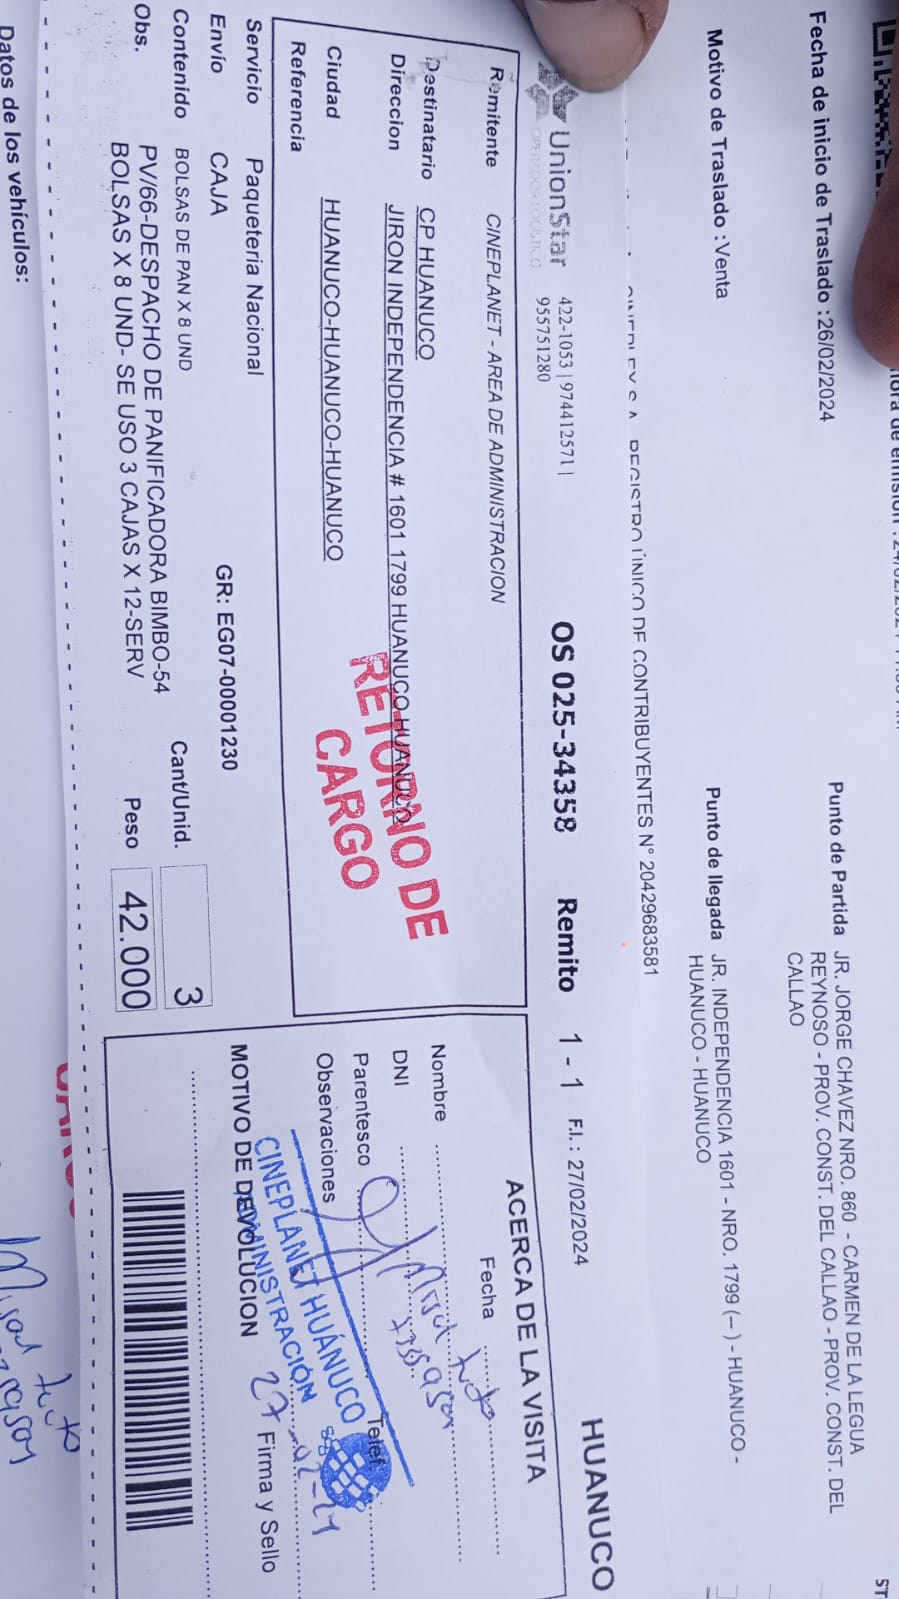 Fecha de inicio de Traslado :26/02/2024
Punto de Partida JR. JORGE CHAVEZ NRO. 860 - CARMEN DE LA LEGUA
REYNOSO - PROV. CONST. DEL CALLAO - PROV. CONST. DEL
CALLAO
Motivo de Traslado :Venta
Punto de llegada JR. INDEPENDENCIA 1601 - NRO. 1799 (--) - HUANUCO -
HUANUCO - HUANUCO
REGISTRO ÚNICO DE CONTRIBUYENTES N° 20429683581
UnionStar
OPERADOR LOGISTICO
422-1053 | 974412571 |
955751280
OS 025-34358 Remito 1 - 1 F.I.: 27/02/2024 HUANUCO
Remitente CINEPLANET - AREA DE ADMINISTRACION
Destinatario CP HUANUCO
Direccion JIRON INDEPENDENCIA # 1601 1799 HUANUCO HUANUCO
Ciudad HUANUCO-HUANUCO-HUANUCO
Referencia
RETORNO DE
CARGO
Servicio Paqueteria Nacional
Envío CAJA GR: EG07-00001230
Contenido BOLSAS DE PAN X 8 UND Cant/Unid. 3
Obs. PV/66-DESPACHO DE PANIFICADORA BIMBO-54
BOLSAS X 8 UND- SE USO 3 CAJAS X 12-SERV
Peso 42.000
ACERCA DE LA VISITA
Fecha
Nombre
DNI
Parentesco
Telef.
Observaciones
CINEPLANET HUÁNUCO
ADMINISTRACIÓN
MOTIVO DE DEVOLUCION
27
Firma y Sello
Datos de los vehículos: